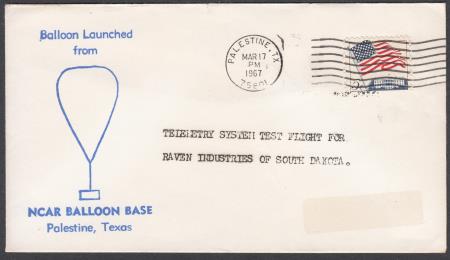 Balloon Launched
from
NCAR BALLOON BASE
Palestine, Texas
PALESTINE, TX
MAR 17
PM
1967
75801
TELEMETRY SYSTEM TEST FLIGHT FOR
RAVEN INDUSTRIES OF SOUTH DAKOTA.